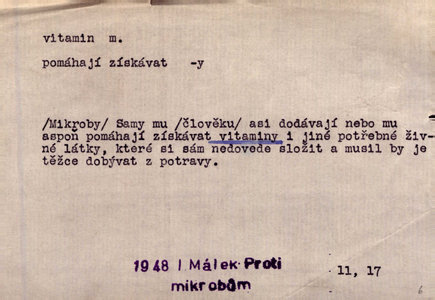 vitamin m.
pomáhají získávat -y
/Mikroby/ Samy mu /člověku/ asi dodávají nebo mu
aspoň pomáhají získávat vitaminy i jiné potřebné živ-
né látky, které si sám nedovede složit a musil by je
těžce dobývat z potravy.
1948 | Málek Proti
mikrobům
11, 17
6